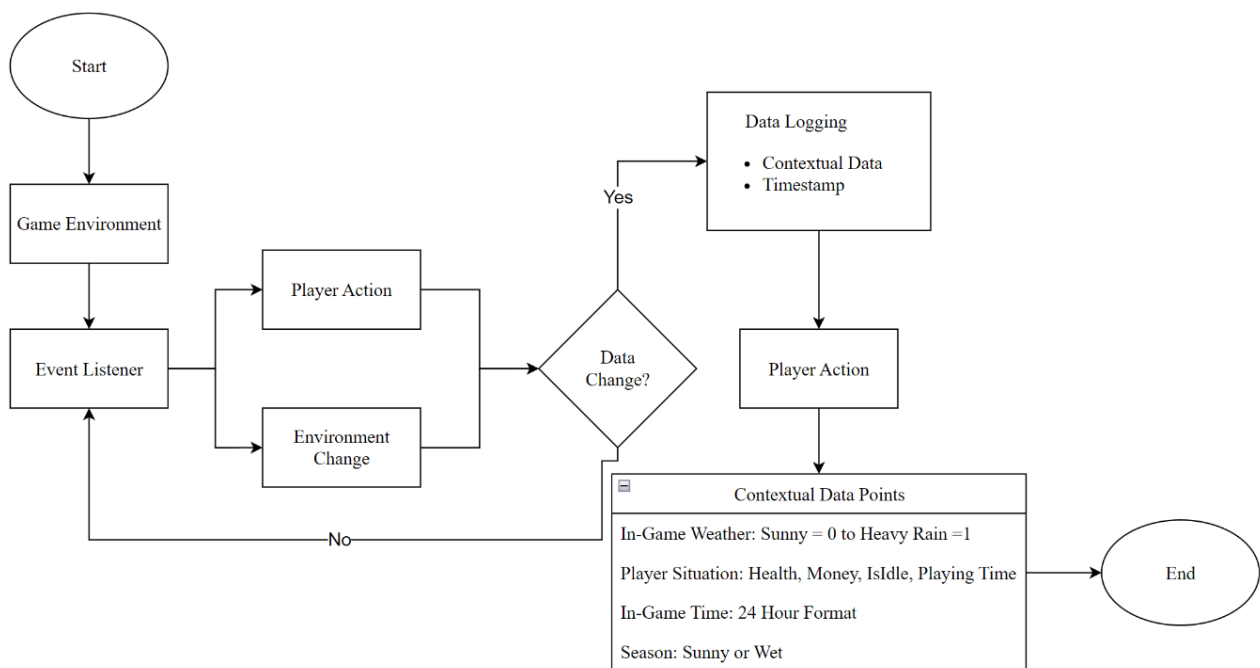 Start
Game Environment
Event Listener
Player Action
Environment
Change
Data
Change?
Yes
No
Data Logging
• Contextual Data
• Timestamp
Player Action
Contextual Data Points
In-Game Weather: Sunny = 0 to Heavy Rain =1
Player Situation: Health, Money, IsIdle, Playing Time
In-Game Time: 24 Hour Format
Season: Sunny or Wet
End